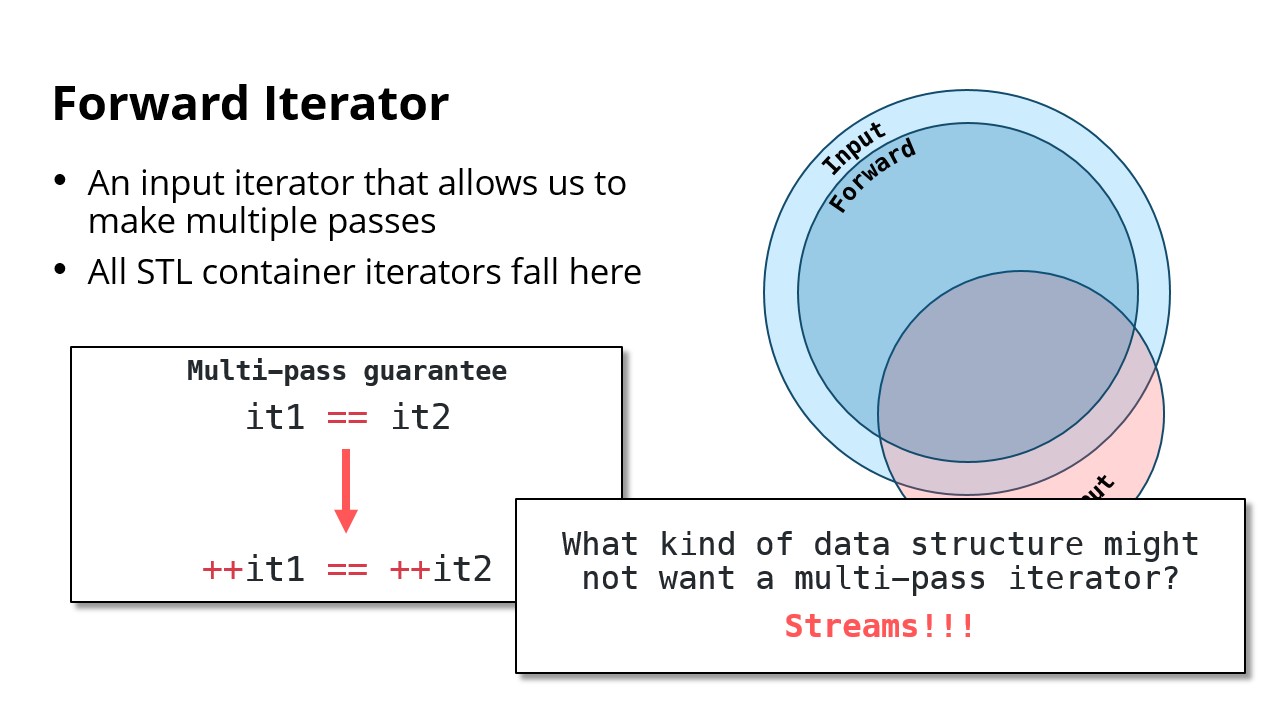 Forward Iterator
• An input iterator that allows us to
make multiple passes
• All STL container iterators fall here
Multi-pass guarantee
it1 == it2
++it1 == ++it2
Input
Forward
What kind of data structure might
not want a multi-pass iterator?
Streams!!!